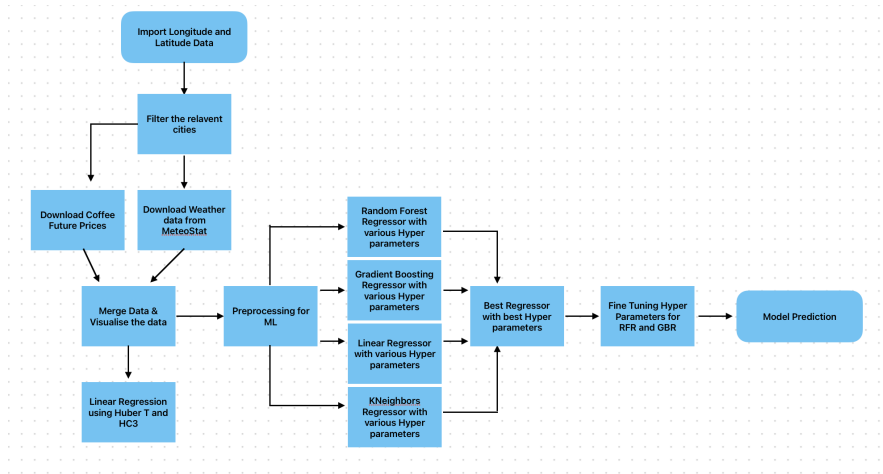 Import Longitude and
Latitude Data
Filter the relavent
cities
Download Coffee
Future Prices
Download Weather
data from
MeteoStat
Merge Data &
Visualise the data
Linear Regression
using Huber T and
HC3
Preprocessing for
ML
Random Forest
Regressor with
various Hyper
parameters
Gradient Boosting
Regressor with
various Hyper
parameters
Linear Regressor
with various Hyper
parameters
KNeighbors
Regressor with
various Hyper
parameters
Best Regressor
with best Hyper
parameters
Fine Tuning Hyper
Parameters for
RFR and GBR
Model Prediction